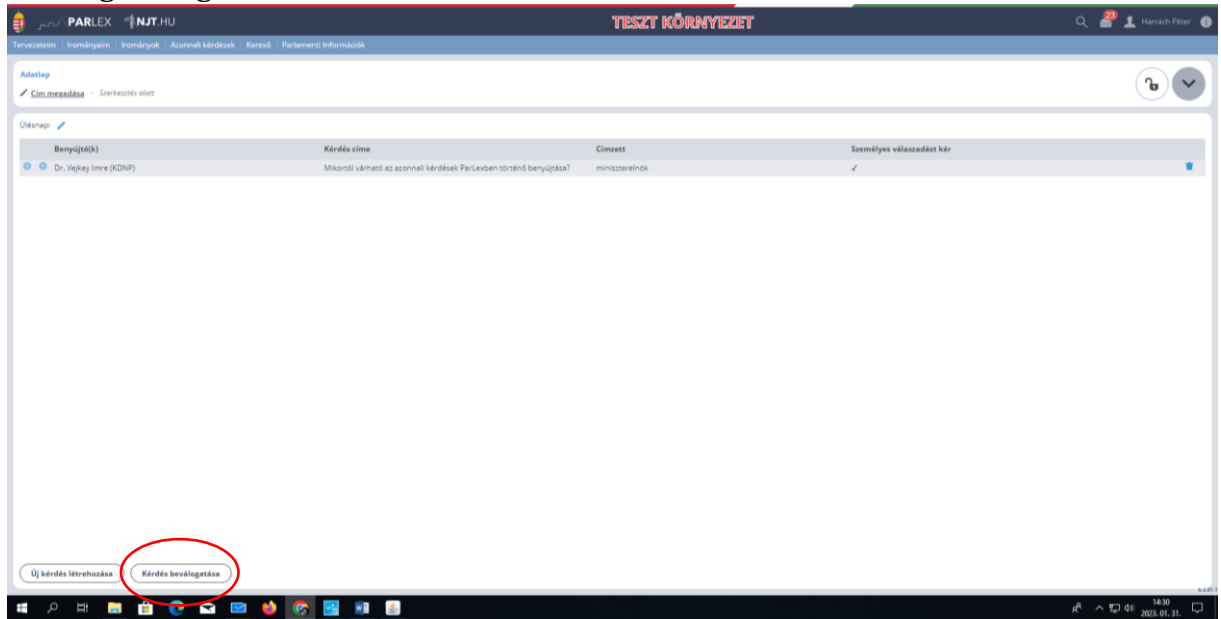 PARLEX NJT.HU TESZT KÖRNYEZET 23 Harrach Péter
Tervezeteim Irományaim Irományok Azonnali kérdések Kereső Parlamenti Információk
Adatlap
Cím megadása - Szerkesztés alatt
Ülésnap:
Benyújtó(k) Kérdés címe Címzett Személyes válaszadást kér
Dr. Vejkey Imre (KDNP) Mikortól várható az azonnali kérdések ParLexben történő benyújtása? miniszterelnök ✓
Új kérdés létrehozása Kérdés beválogatása
14:30
2023. 01. 31.